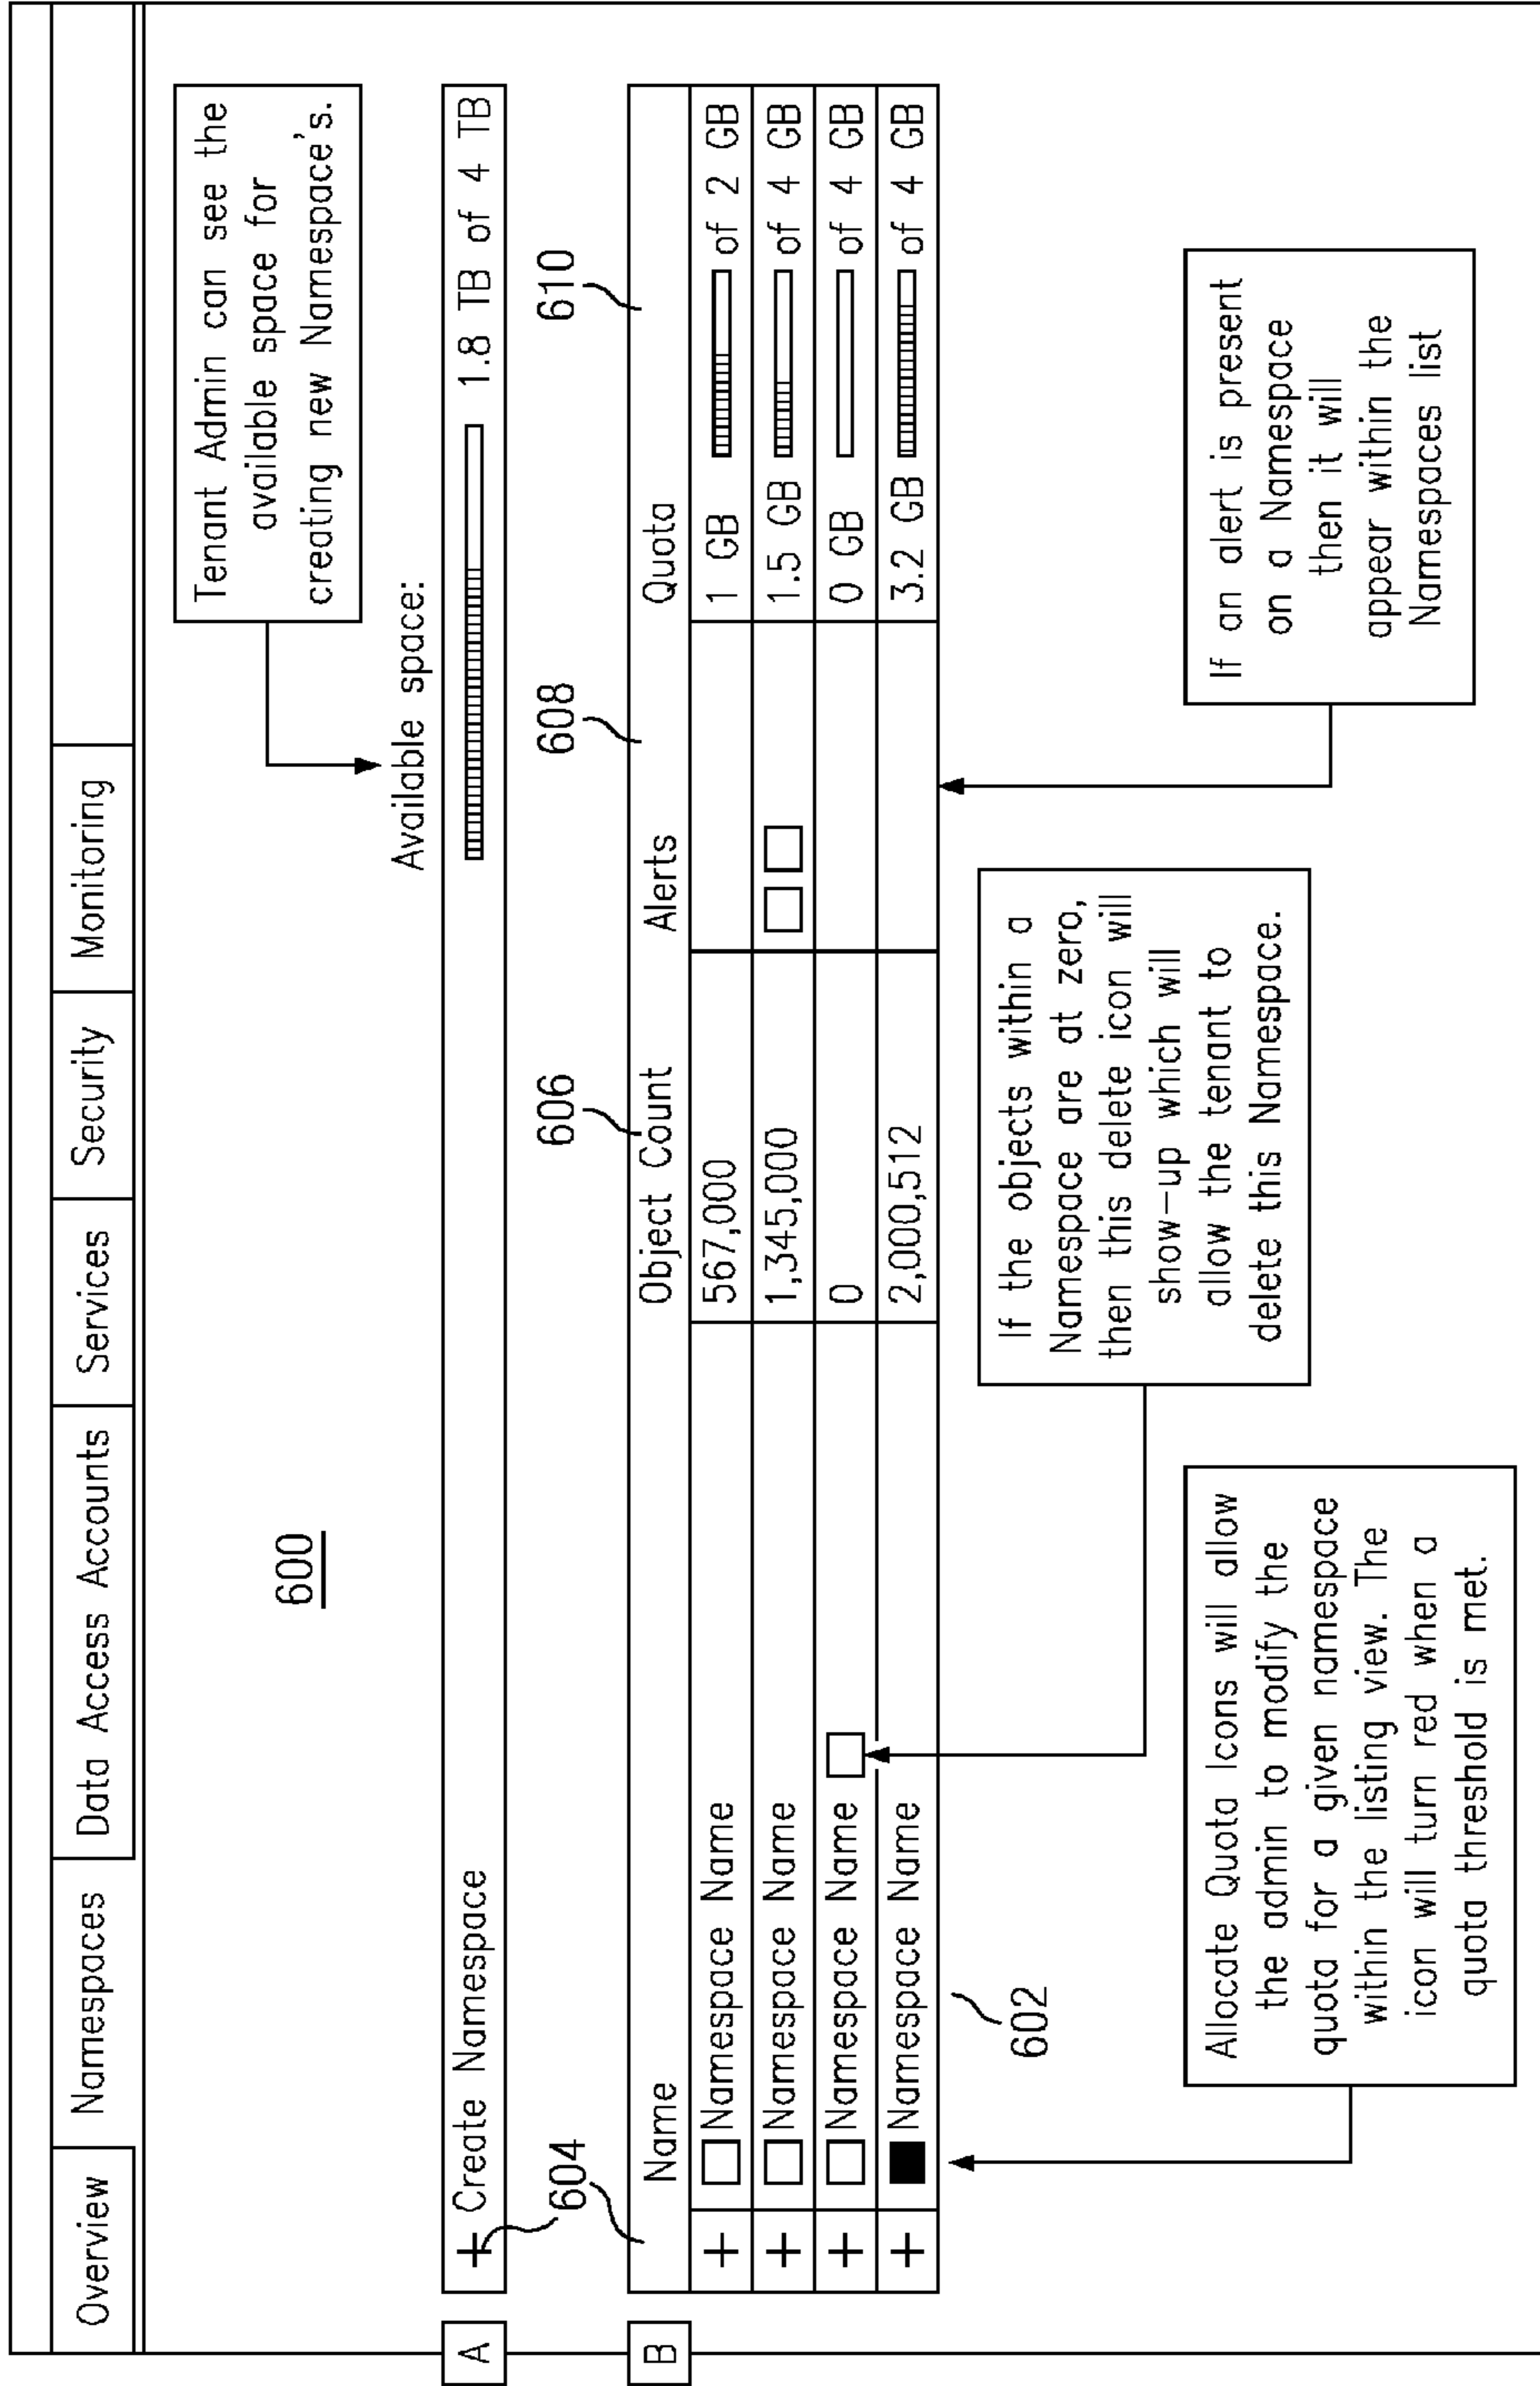 Overview Namespaces Data Access Accounts Services Security Monitoring
600
Tenant Admin can see the
available space for
creating new Namespace's.
Available space:
A + Create Namespace 1.8 TB of 4 TB
604 606 608 610
B Name Object Count Alerts Quota
+ Namespace Name 567,000 1 GB of 2 GB
+ Namespace Name 1,345,000 1.5 GB of 4 GB
+ Namespace Name 0 0 GB of 4 GB
+ Namespace Name 2,000,512 3.2 GB of 4 GB
602
If the objects within a
Namespace are at zero,
then this delete icon will
show-up which will
allow the tenant to
delete this Namespace.
Allocate Quota Icons will allow
the admin to modify the
quota for a given namespace
within the listing view. The
icon will turn red when a
quota threshold is met.
If an alert is present
on a Namespace
then it will
appear within the
Namespaces list